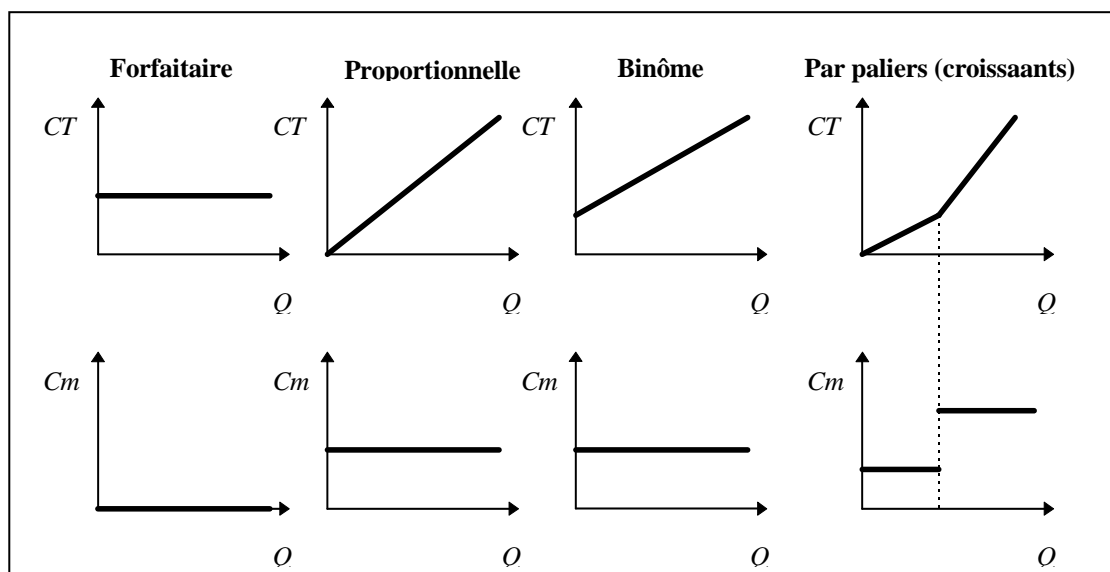 Forfaitaire
Proportionnelle
Binôme
Par paliers (croissaants)
CT
CT
CT
CT
Q
Q
Q
Q
Cm
Cm
Cm
Cm
Q
Q
Q
Q